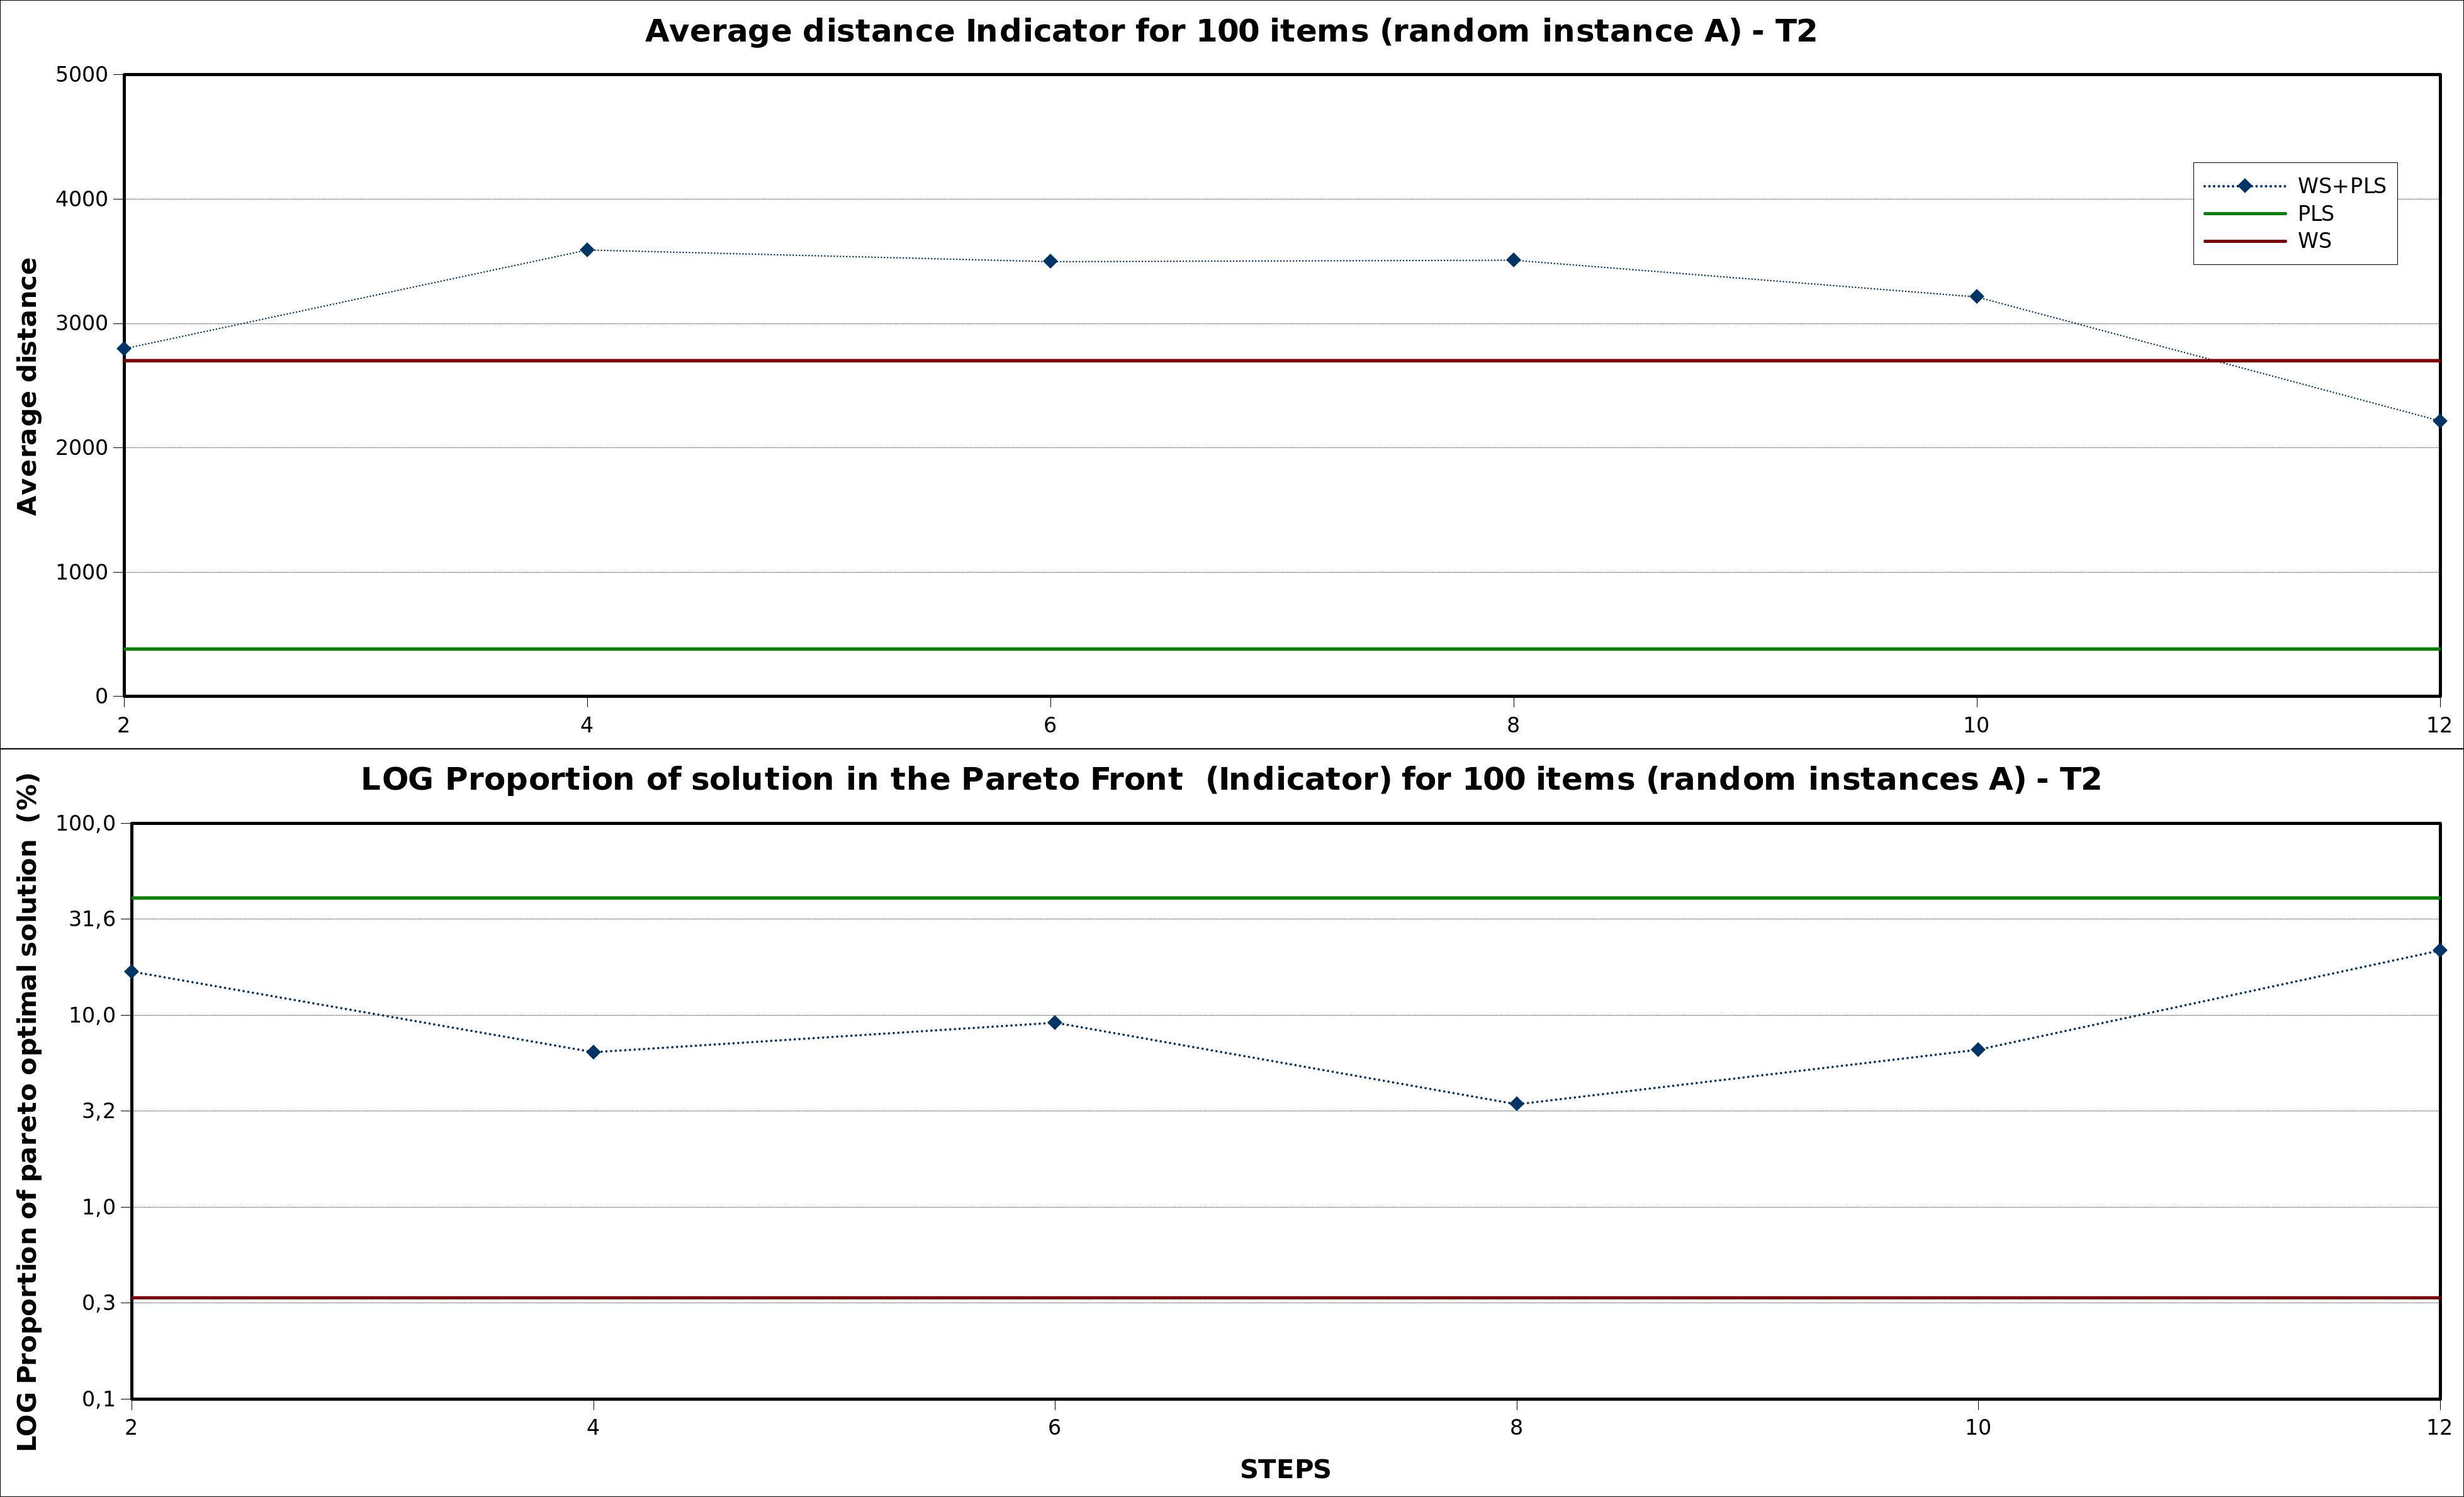 Average distance Indicator for 100 items (random instance A) - T2
Average distance
5000
4000
3000
2000
1000
0
2 4 6 8 10 12
WS+PLS
PLS
WS
LOG Proportion of solution in the Pareto Front  (Indicator) for 100 items (random instances A) - T2
LOG Proportion of pareto optimal solution  (%)
100,0
31,6
10,0
3,2
1,0
0,3
0,1
2 4 6 8 10 12
STEPS